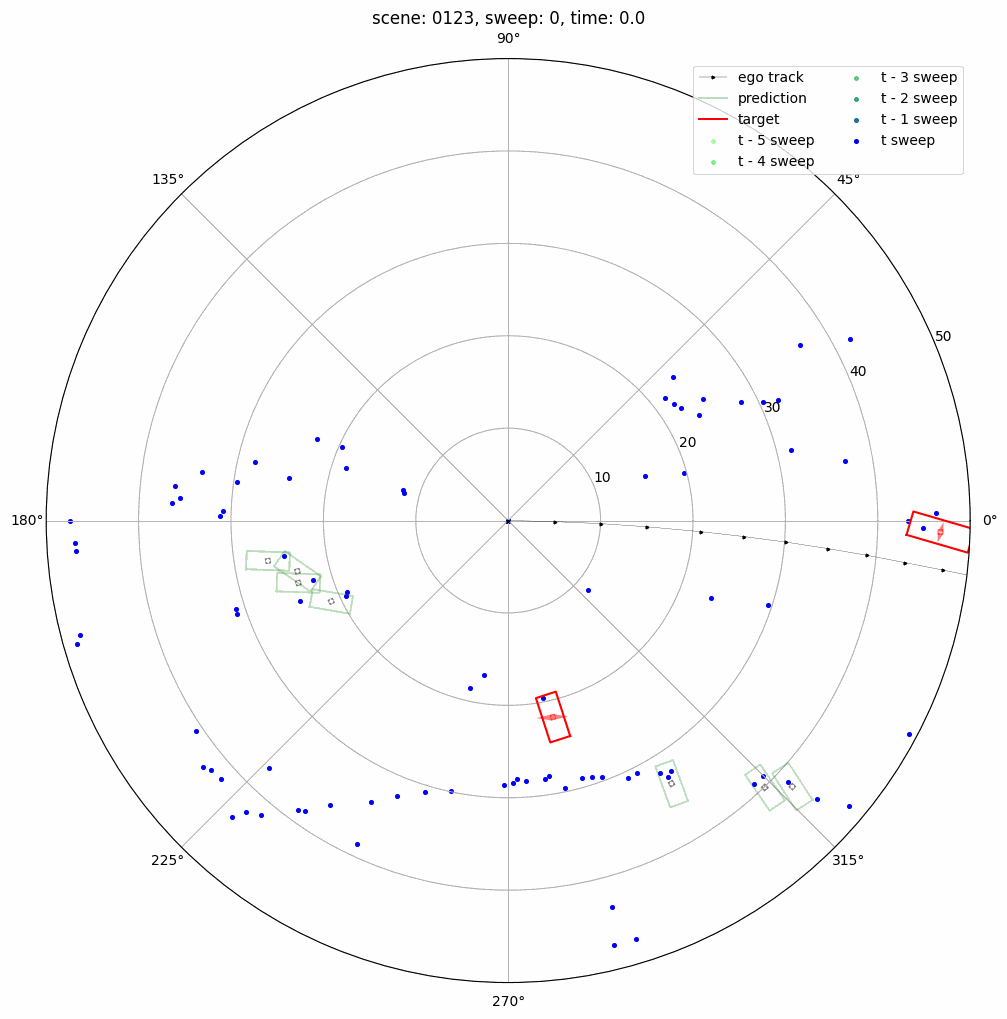 scene: 0123, sweep: 0, time: 0.0
90°
ego track
prediction
target
t - 5 sweep
t - 4 sweep
t - 3 sweep
t - 2 sweep
t - 1 sweep
t sweep
135°
45°
50
40
30
20
10
180°
0°
225°
315°
270°